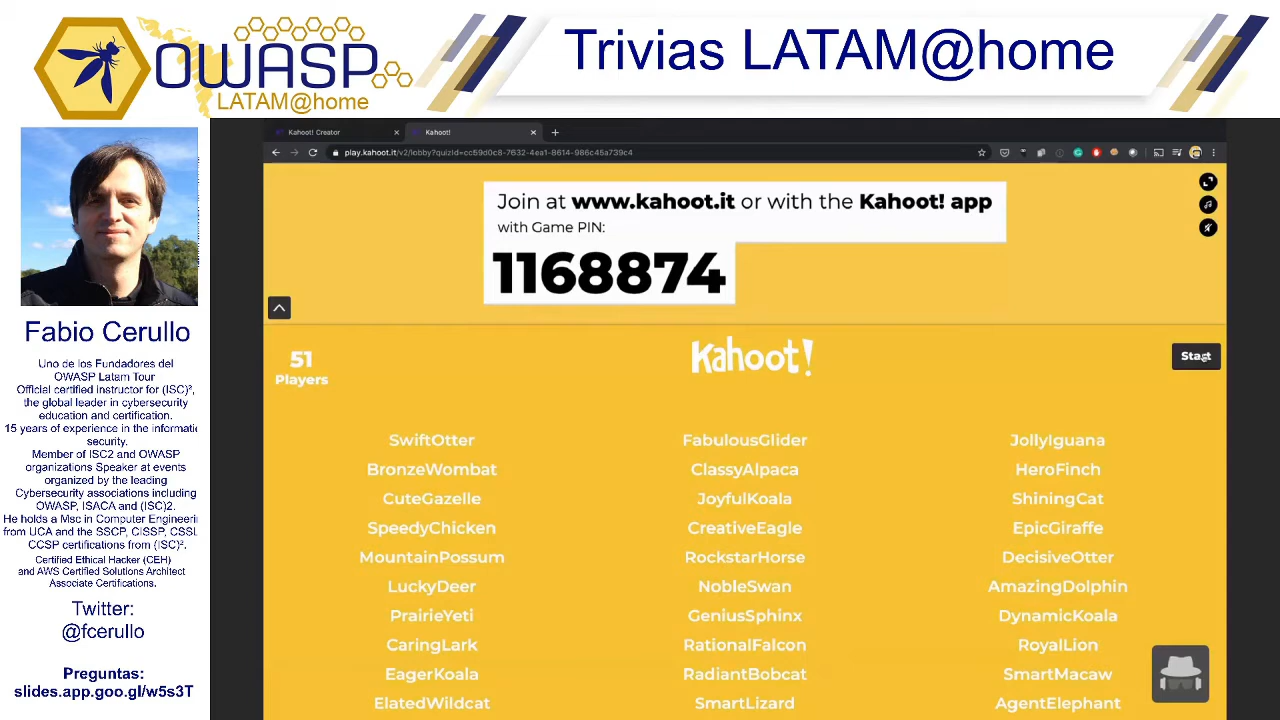 OWASP
LATAM@home
Trivias LATAM@home
Fabio Cerullo
Uno de los Fundadores del
OWASP Latam Tour
Official certified instructor for (ISC)²,
the global leader in cybersecurity
education and certification.
15 years of experience in the informatic
security.
Member of ISC2 and OWASP
organizations Speaker at events
organized by the leading
Cybersecurity associations including
OWASP, ISACA and (ISC)2.
He holds a Msc in Computer Engineerin
from UCA and the SSCP, CISSP, CSSL
CCSP certifications from (ISC)².
Certified Ethical Hacker (CEH)
and AWS Certified Solutions Architect
Associate Certifications.
Twitter:
@fcerullo
Preguntas:
slides.app.goo.gl/w5s3T
Kahoot! Creator
Kahoot!
play.kahoot.it/v2/lobby?quizId=cc59d0c8-7632-4ea1-8614-986c45a739c4
Join at www.kahoot.it or with the Kahoot! app
with Game PIN:
1168874
51
Players
Kahoot!
Start
SwiftOtter FabulousGlider JollyIguana
BronzeWombat ClassyAlpaca HeroFinch
CuteGazelle JoyfulKoala ShiningCat
SpeedyChicken CreativeEagle EpicGiraffe
MountainPossum RockstarHorse DecisiveOtter
LuckyDeer NobleSwan AmazingDolphin
PrairieYeti GeniusSphinx DynamicKoala
CaringLark RationalFalcon RoyalLion
EagerKoala RadiantBobcat SmartMacaw
ElatedWildcat SmartLizard AgentElephant